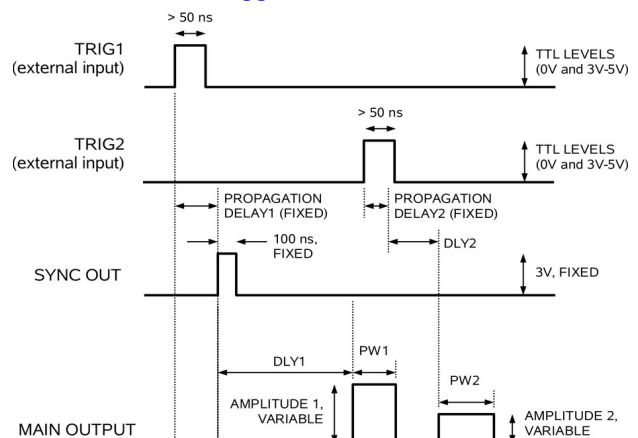 > 50 ns
TRIG1
(external input)
TTL LEVELS
(0V and 3V-5V)
> 50 ns
TRIG2
(external input)
TTL LEVELS
(0V and 3V-5V)
PROPAGATION
DELAY1 (FIXED)
PROPAGATION
DELAY2 (FIXED)
100 ns,
FIXED
DLY2
SYNC OUT
3V, FIXED
DLY1
PW1
PW2
AMPLITUDE 1,
VARIABLE
AMPLITUDE 2,
VARIABLE
MAIN OUTPUT